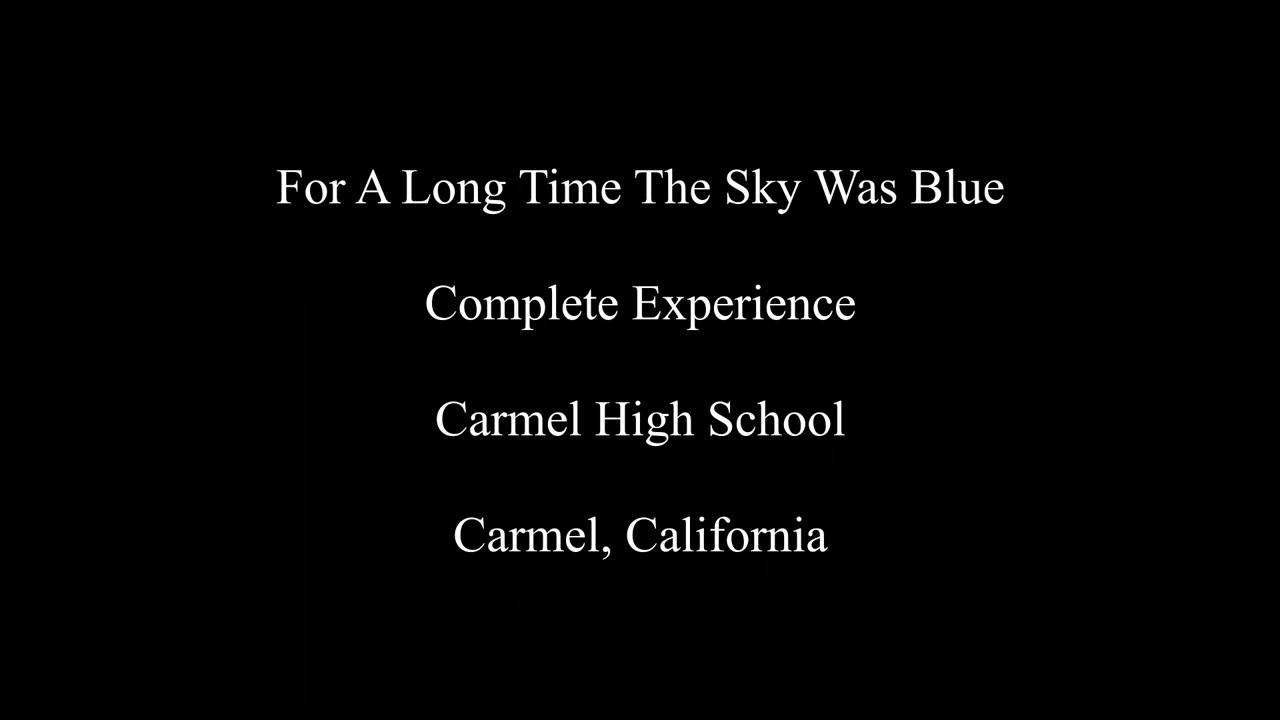 For A Long Time The Sky Was Blue
Complete Experience
Carmel High School
Carmel, California